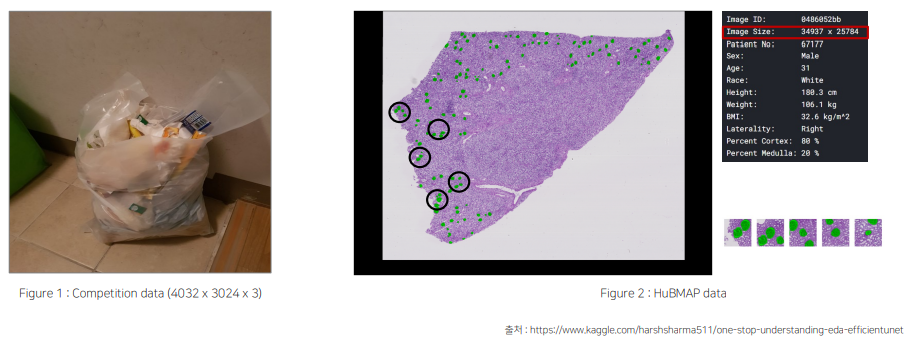 Image ID: 0486052bb
Image Size: 34937 x 25784
Patient No: 67177
Sex: Male
Age: 31
Race: White
Height: 180.3 cm
Weight: 106.1 kg
BMI: 32.6 kg/m^2
Laterality: Right
Percent Cortex: 80 %
Percent Medulla: 20 %
Figure 1 : Competition data (4032 x 3024 x 3)
Figure 2 : HuBMAP data
출처 : https://www.kaggle.com/harshsharma511/one-stop-understanding-eda-efficientunet